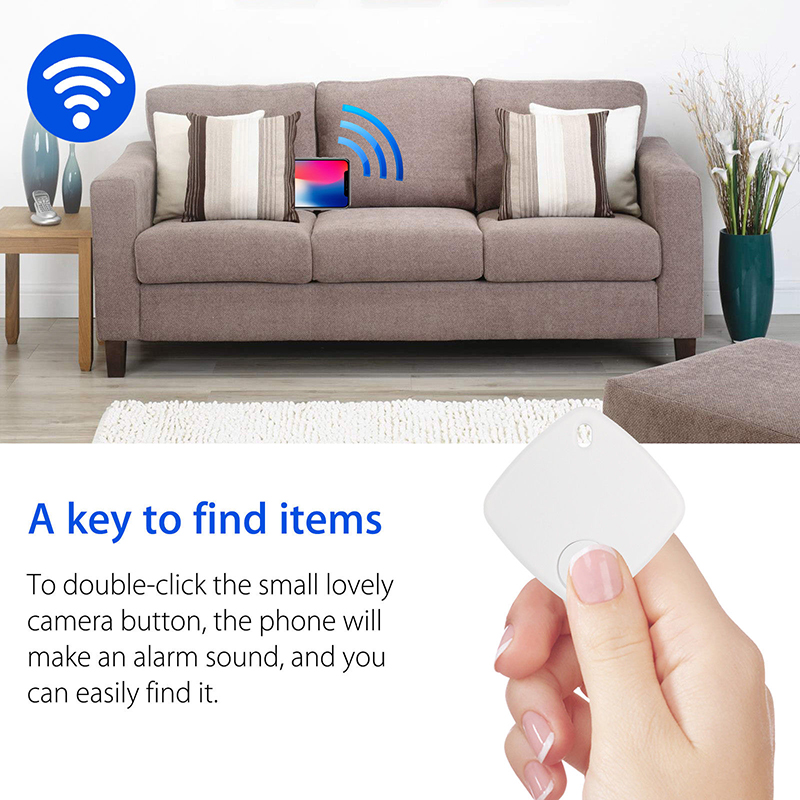 A key to find items
To double-click the small lovely
camera button, the phone will
make an alarm sound, and you
can easily find it.